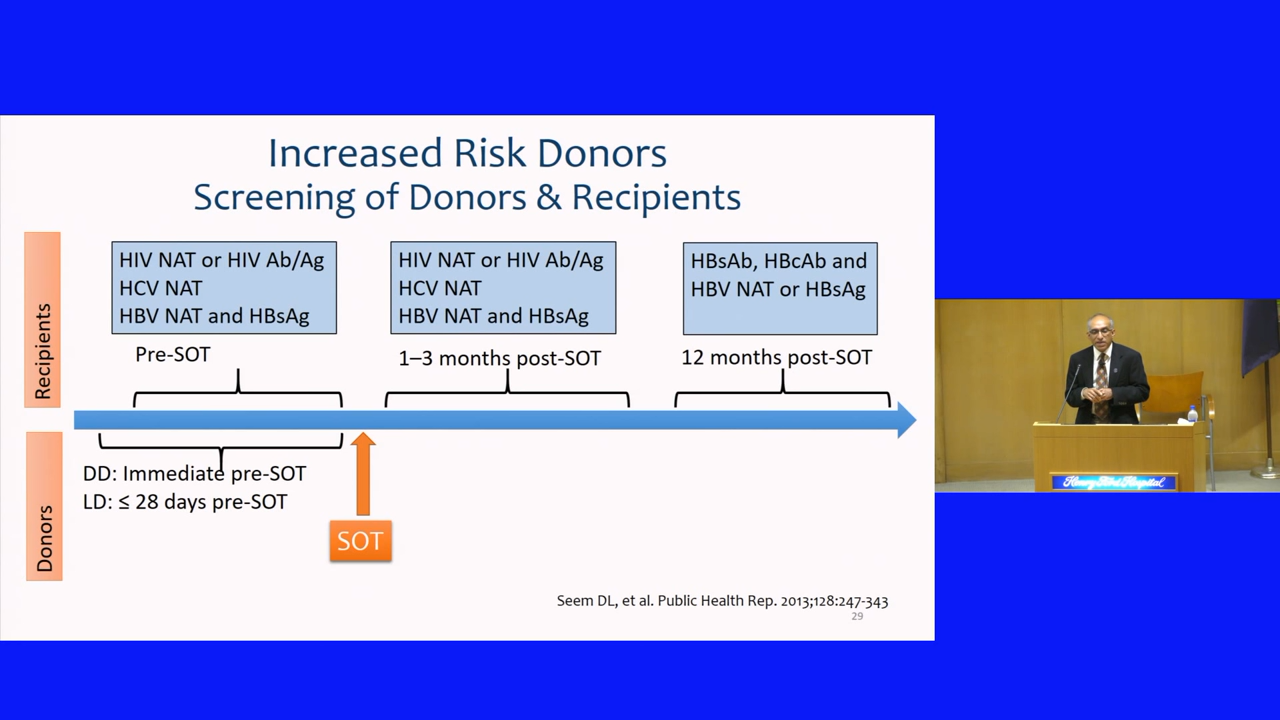 Increased Risk Donors
Screening of Donors & Recipients
Recipients
HIV NAT or HIV Ab/Ag
HCV NAT
HBV NAT and HBsAg
Pre-SOT
HIV NAT or HIV Ab/Ag
HCV NAT
HBV NAT and HBsAg
1–3 months post-SOT
HBsAb, HBcAb and
HBV NAT or HBsAg
12 months post-SOT
Donors
DD: Immediate pre-SOT
LD: ≤ 28 days pre-SOT
SOT
Seem DL, et al. Public Health Rep. 2013;128:247-343
29
Henry Ford Hospital